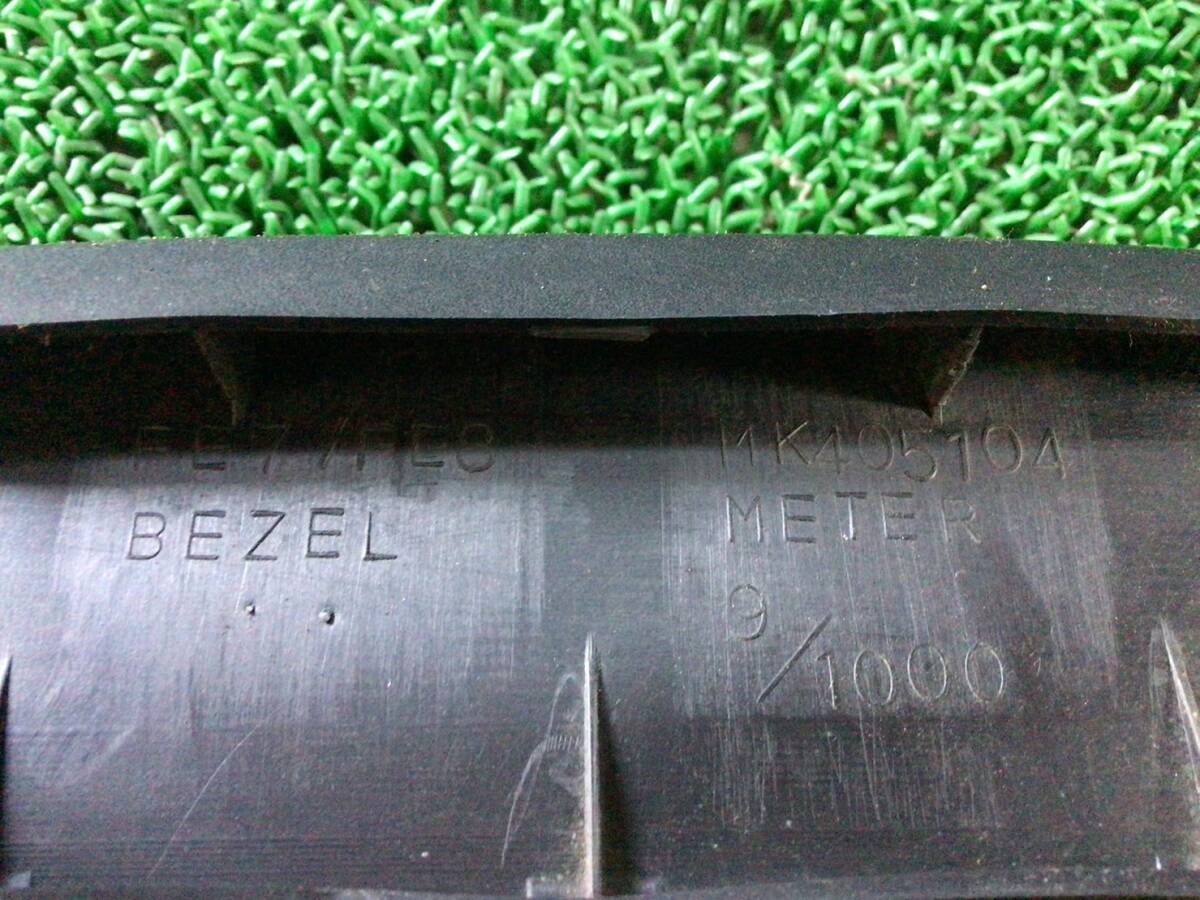 FE7/FE8
BEZEL
MK405104
METER
9/1000